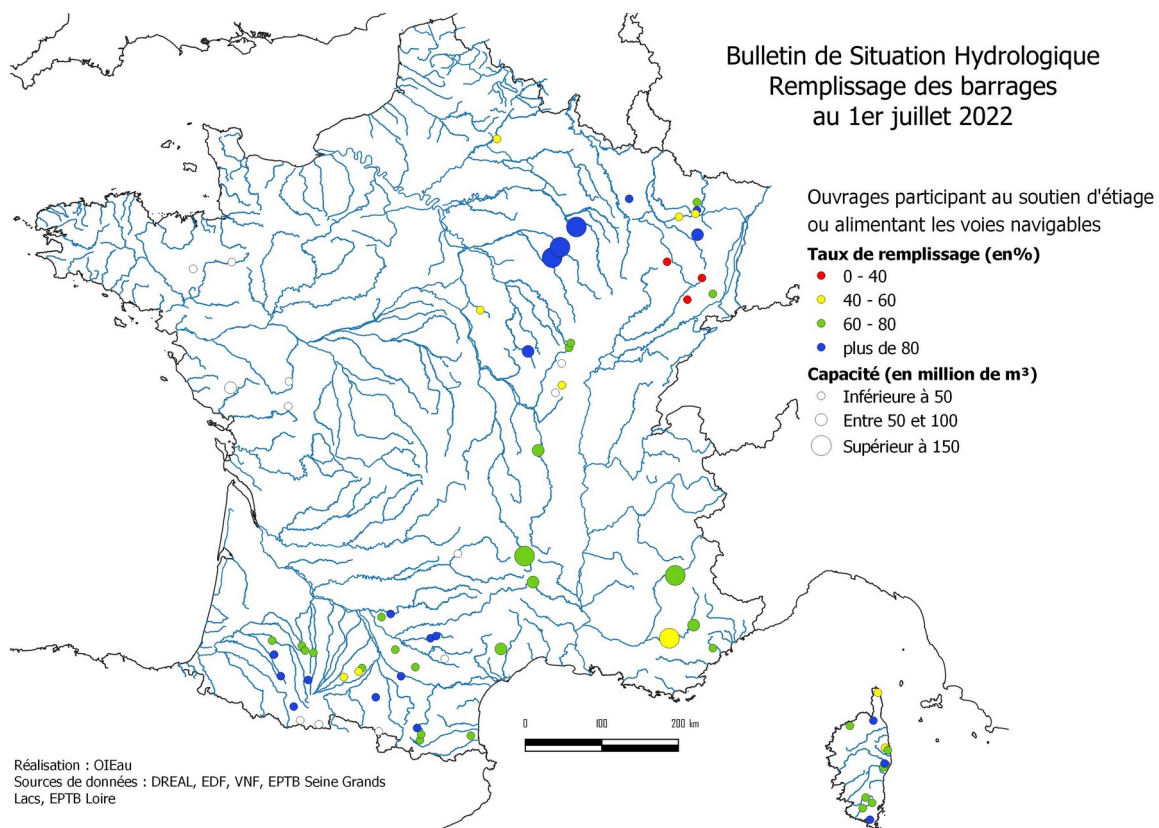 Bulletin de Situation Hydrologique
Remplissage des barrages
au 1er juillet 2022
Ouvrages participant au soutien d'étiage
ou alimentant les voies navigables
Taux de remplissage (en%)
0 - 40
40 - 60
60 - 80
plus de 80
Capacité (en million de m³)
Inférieure à 50
Entre 50 et 100
Supérieur à 150
0 100 200 km
Réalisation : OIEau
Sources de données : DREAL, EDF, VNF, EPTB Seine Grands
Lacs, EPTB Loire